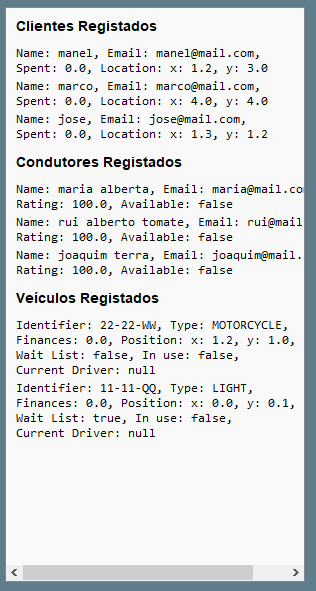 Clientes Registados
Name: manel, Email: manel@mail.com,
Spent: 0.0, Location: x: 1.2, y: 3.0
Name: marco, Email: marco@mail.com,
Spent: 0.0, Location: x: 4.0, y: 4.0
Name: jose, Email: jose@mail.com,
Spent: 0.0, Location: x: 1.3, y: 1.2
Condutores Registados
Name: maria alberta, Email: maria@mail.co
Rating: 100.0, Available: false
Name: rui alberto tomate, Email: rui@mail
Rating: 100.0, Available: false
Name: joaquim terra, Email: joaquim@mail.
Rating: 100.0, Available: false
Veículos Registados
Identifier: 22-22-WW, Type: MOTORCYCLE,
Finances: 0.0, Position: x: 1.2, y: 1.0,
Wait List: false, In use: false,
Current Driver: null
Identifier: 11-11-QQ, Type: LIGHT,
Finances: 0.0, Position: x: 0.0, y: 0.1,
Wait List: true, In use: false,
Current Driver: null